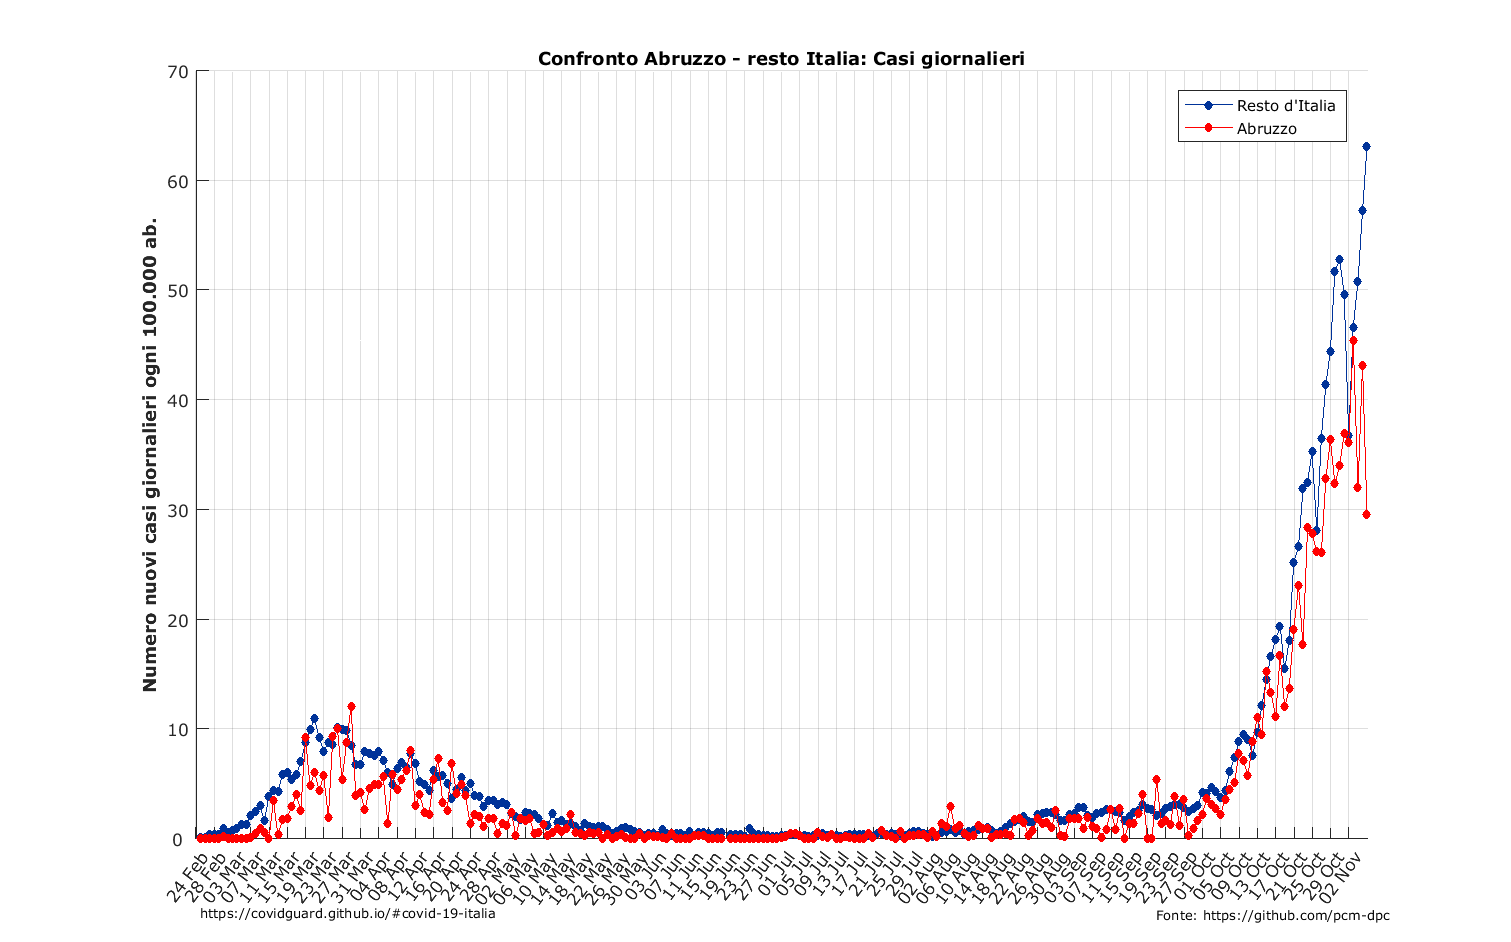 Confronto Abruzzo - resto Italia: Casi giornalieri
Resto d'Italia
Abruzzo
Numero nuovi casi giornalieri ogni 100.000 ab.
70
60
50
40
30
20
10
0
24 Feb
28 Feb
03 Mar
07 Mar
11 Mar
15 Mar
19 Mar
23 Mar
27 Mar
31 Mar
04 Apr
08 Apr
12 Apr
16 Apr
20 Apr
24 Apr
28 Apr
02 May
06 May
10 May
14 May
18 May
22 May
26 May
30 May
03 Jun
07 Jun
11 Jun
15 Jun
19 Jun
23 Jun
27 Jun
01 Jul
05 Jul
09 Jul
13 Jul
17 Jul
21 Jul
25 Jul
29 Jul
02 Aug
06 Aug
10 Aug
14 Aug
18 Aug
22 Aug
26 Aug
30 Aug
03 Sep
07 Sep
11 Sep
15 Sep
19 Sep
23 Sep
27 Sep
01 Oct
05 Oct
09 Oct
13 Oct
17 Oct
21 Oct
25 Oct
29 Oct
02 Nov
https://covidguard.github.io/#covid-19-italia
Fonte: https://github.com/pcm-dpc